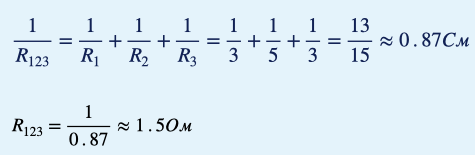 1/R₁₂₃ = 1/R₁ + 1/R₂ + 1/R₃ = 1/3 + 1/5 + 1/3 = 13/15 ≈ 0.87См
R₁₂₃ = 1/0.87 ≈ 1.5Ом